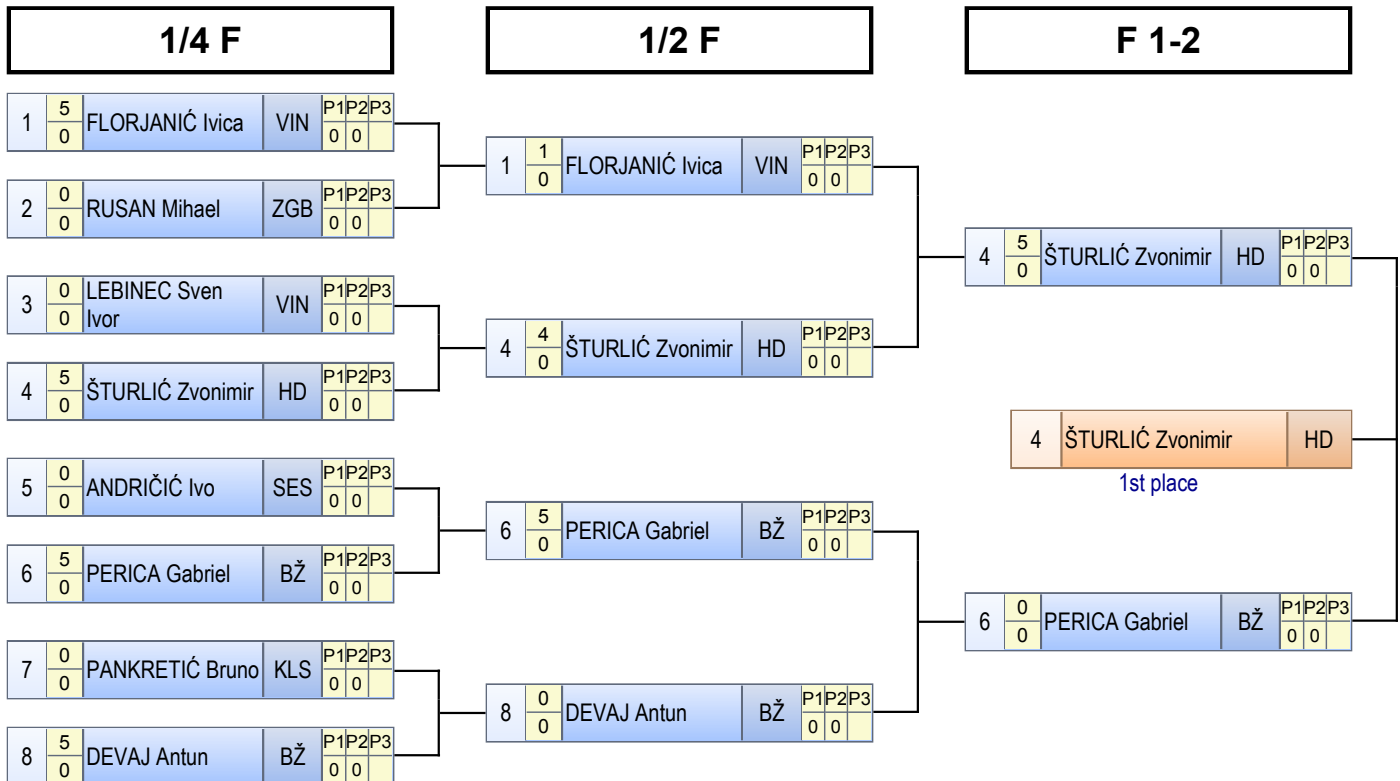 1/4 F
1/2 F
F 1-2
1 5 0 FLORJANIĆ Ivica VIN P1 P2 P3 0 0
2 0 0 RUSAN Mihael ZGB P1 P2 P3 0 0
3 0 0 LEBINEC Sven
Ivor VIN P1 P2 P3 0 0
4 5 0 ŠTURLIĆ Zvonimir HD P1 P2 P3 0 0
5 0 0 ANDRIČIĆ Ivo SES P1 P2 P3 0 0
6 5 0 PERICA Gabriel BŽ P1 P2 P3 0 0
7 0 0 PANKRETIĆ Bruno KLS P1 P2 P3 0 0
8 5 0 DEVAJ Antun BŽ P1 P2 P3 0 0
1 1 0 FLORJANIĆ Ivica VIN P1 P2 P3 0 0
4 4 0 ŠTURLIĆ Zvonimir HD P1 P2 P3 0 0
6 5 0 PERICA Gabriel BŽ P1 P2 P3 0 0
8 0 0 DEVAJ Antun BŽ P1 P2 P3 0 0
4 5 0 ŠTURLIĆ Zvonimir HD P1 P2 P3 0 0
4 ŠTURLIĆ Zvonimir HD
1st place
6 0 0 PERICA Gabriel BŽ P1 P2 P3 0 0